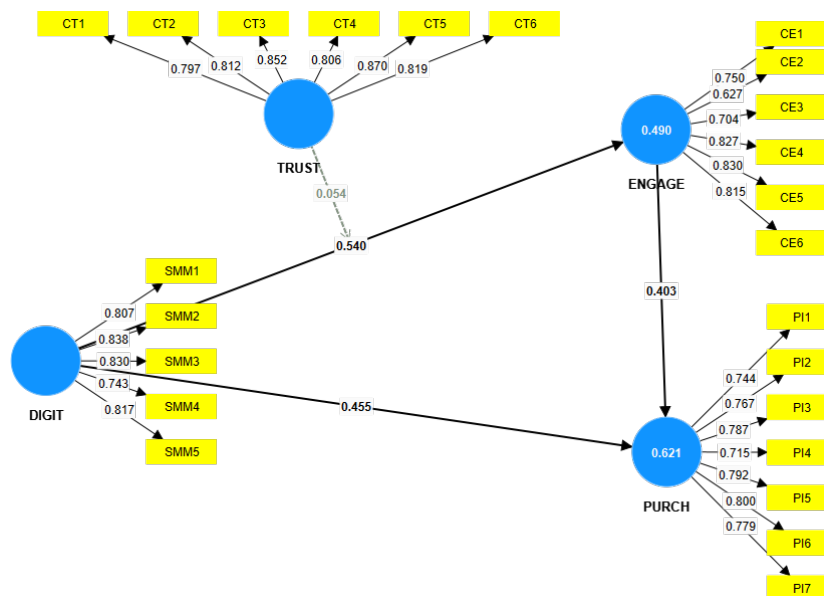 CT1 CT2 CT3 CT4 CT5 CT6
0.797 0.812 0.852 0.806 0.870 0.819
TRUST
0.054
CE1
CE2
CE3
CE4
CE5
CE6
0.750
0.627
0.704
0.827
0.830
0.815
0.490
ENGAGE
0.540
0.403
SMM1
SMM2
SMM3
SMM4
SMM5
0.807
0.838
0.830
0.743
0.817
DIGIT
0.455
PI1
PI2
PI3
PI4
PI5
PI6
PI7
0.744
0.767
0.787
0.715
0.792
0.800
0.779
0.621
PURCH